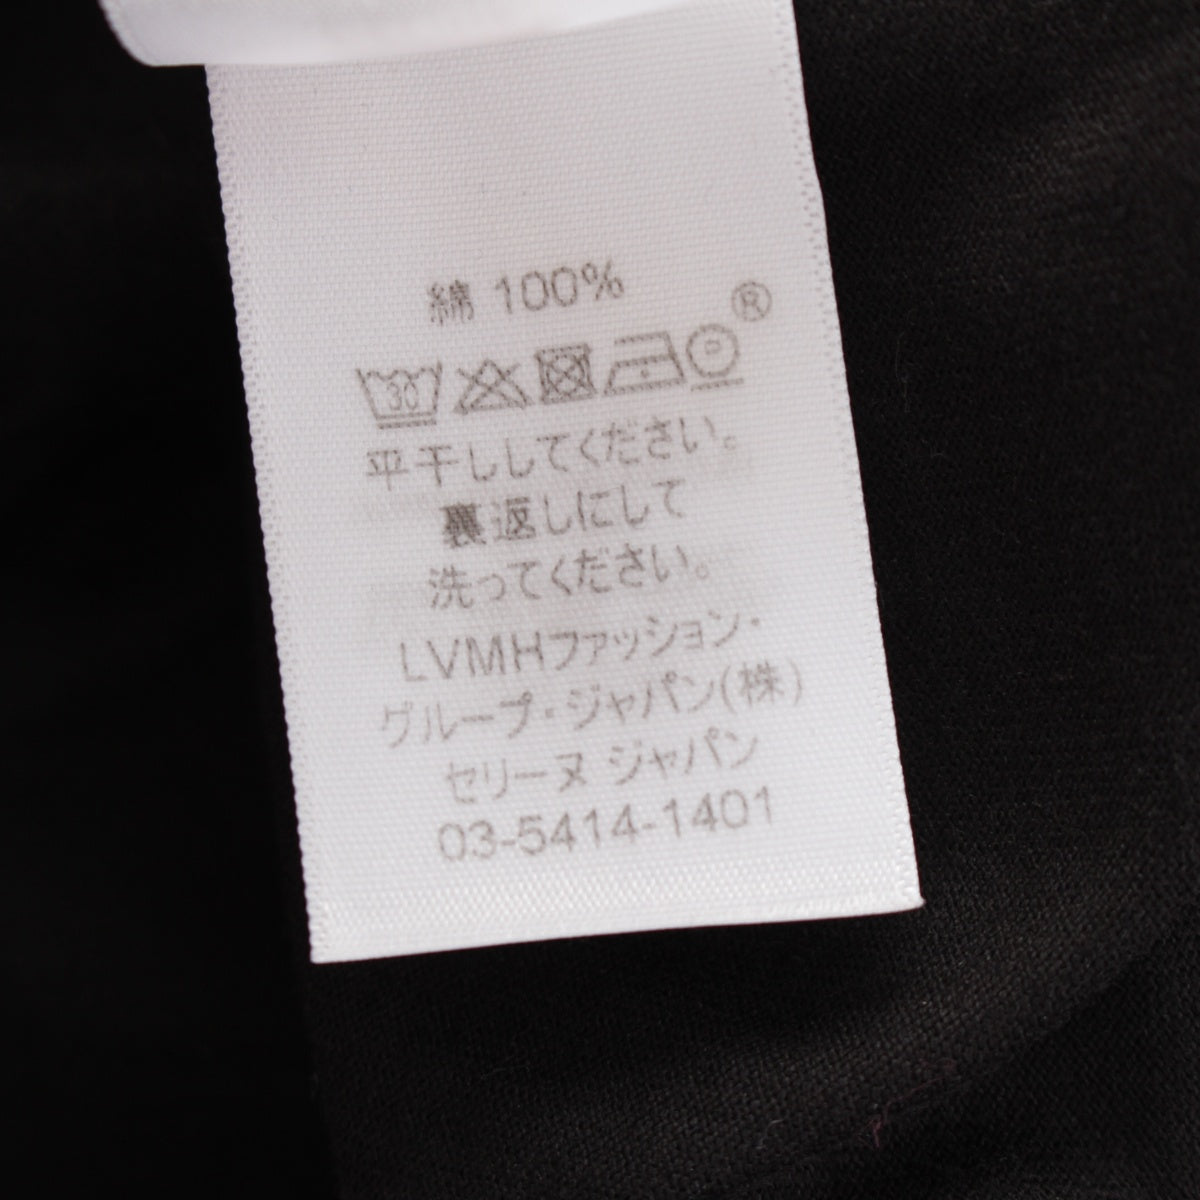 綿 100%
30 ®
平干ししてください。
裏返しにして
洗ってください。
LVMHファッション・
グループ・ジャパン(株)
セリーヌ ジャパン
03-5414-1401